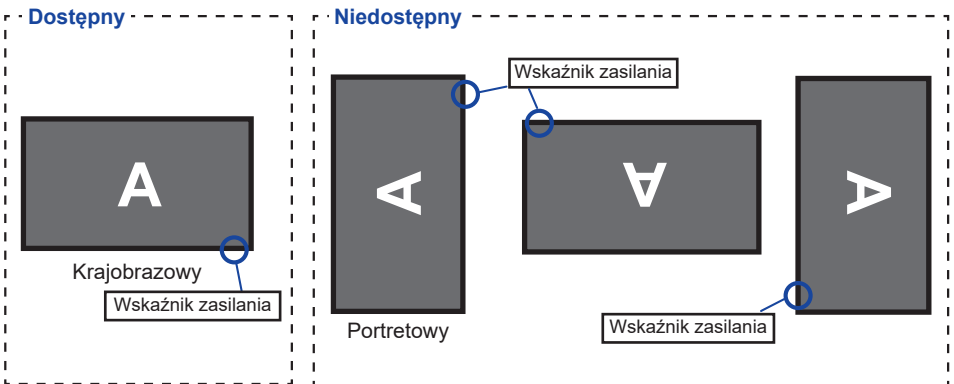 Dostępny
A
Krajobrazowy
Wskaźnik zasilania
Niedostępny
Wskaźnik zasilania
A
A
A
Portretowy
Wskaźnik zasilania